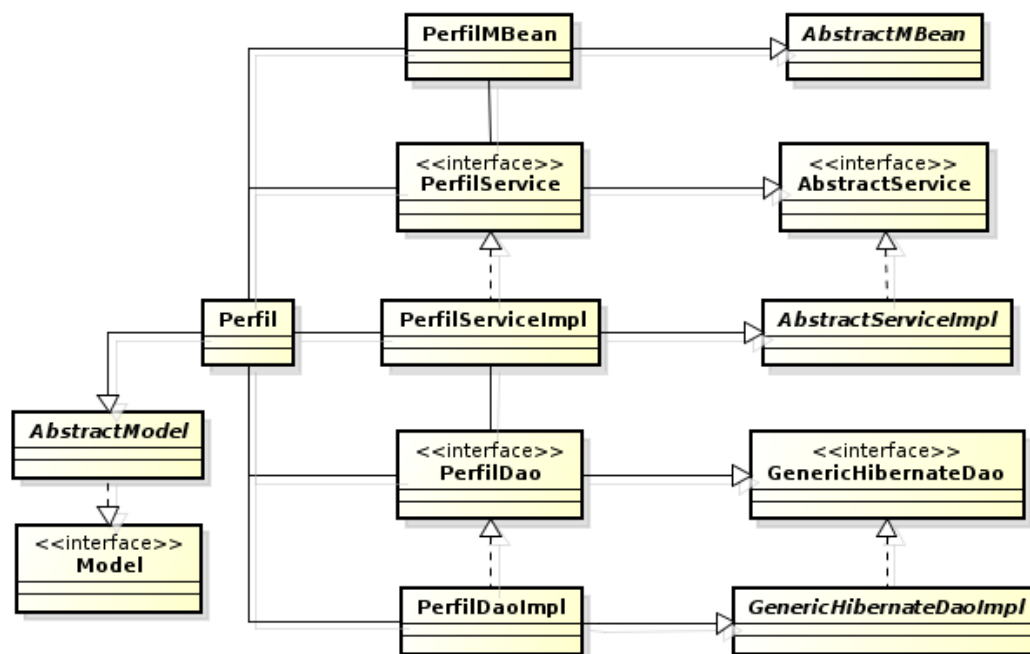 PerfilMBean
AbstractMBean
<<interface>>
PerfilService
<<interface>>
AbstractService
Perfil
PerfilServiceImpl
AbstractServiceImpl
AbstractModel
<<interface>>
PerfilDao
<<interface>>
GenericHibernateDao
<<interface>>
Model
PerfilDaoImpl
GenericHibernateDaoImpl